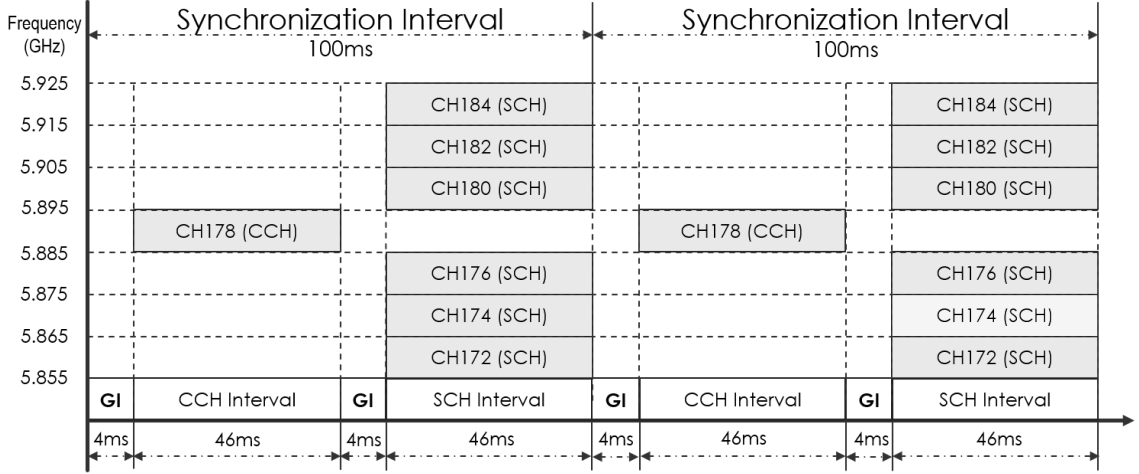 Frequency
(GHz)
Synchronization Interval Synchronization Interval
100ms 100ms
5.925
CH184 (SCH) CH184 (SCH)
5.915
CH182 (SCH) CH182 (SCH)
5.905
CH180 (SCH) CH180 (SCH)
5.895
CH178 (CCH) CH178 (CCH)
5.885
CH176 (SCH) CH176 (SCH)
5.875
CH174 (SCH) CH174 (SCH)
5.865
CH172 (SCH) CH172 (SCH)
5.855
GI CCH Interval GI SCH Interval GI CCH Interval GI SCH Interval
4ms 46ms 4ms 46ms 4ms 46ms 4ms 46ms